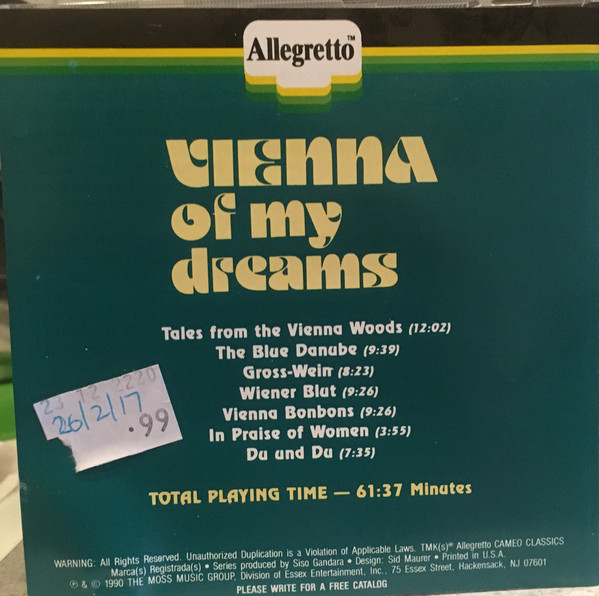 Allegretto™
VIENNA
of my
dreams
Tales from the Vienna Woods (12:02)
The Blue Danube (9:39)
Gross-Wein (8:23)
Wiener Blut (9:26)
Vienna Bonbons (9:26)
In Praise of Women (3:55)
Du und Du (7:35)
26/2/17
.99
TOTAL PLAYING TIME — 61:37 Minutes
WARNING: All Rights Reserved. Unauthorized Duplication is a Violation of Applicable Laws. TMK(s)® Allegretto CAMEO CLASSICS
Marca(s) Registrada(s) • Series produced by Siso Gandara • Design: Sid Maurer • Printed in U.S.A.
℗ & © 1990 THE MOSS MUSIC GROUP, Division of Essex Entertainment, Inc., 75 Essex Street, Hackensack, NJ 07601
PLEASE WRITE FOR A FREE CATALOG